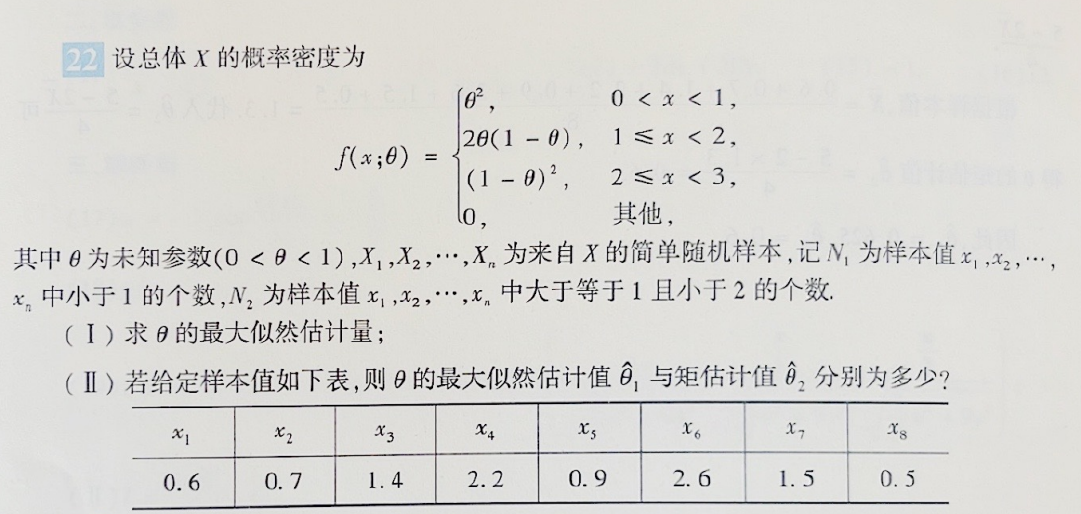 22 设总体 X 的概率密度为
f(x;θ) = { θ², 0 < x < 1,
2θ(1 - θ), 1 ≤ x < 2,
(1 - θ)², 2 ≤ x < 3,
0, 其他,
其中 θ 为未知参数(0 < θ < 1),X₁,X₂,…,Xₙ 为来自 X 的简单随机样本,记 N₁ 为样本值 x₁,x₂,…,
xₙ 中小于 1 的个数,N₂ 为样本值 x₁,x₂,…,xₙ 中大于等于 1 且小于 2 的个数.
(Ⅰ)求 θ 的最大似然估计量;
(Ⅱ)若给定样本值如下表,则 θ 的最大似然估计值 θ̂₁ 与矩估计值 θ̂₂ 分别为多少?
x₁ x₂ x₃ x₄ x₅ x₆ x₇ x₈
0.6 0.7 1.4 2.2 0.9 2.6 1.5 0.5